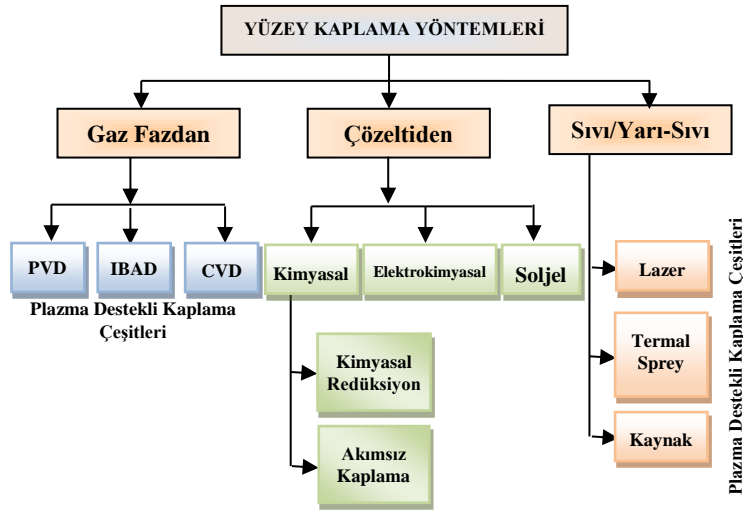 YÜZEY KAPLAMA YÖNTEMLERİ
Gaz Fazdan
Çözeltiden
Sıvı/Yarı-Sıvı
PVD
IBAD
CVD
Plazma Destekli Kaplama
Çeşitleri
Kimyasal
Elektrokimyasal
Soljel
Kimyasal
Redüksiyon
Akımsız
Kaplama
Lazer
Termal
Sprey
Kaynak
Plazma Destekli Kaplama Çeşitleri